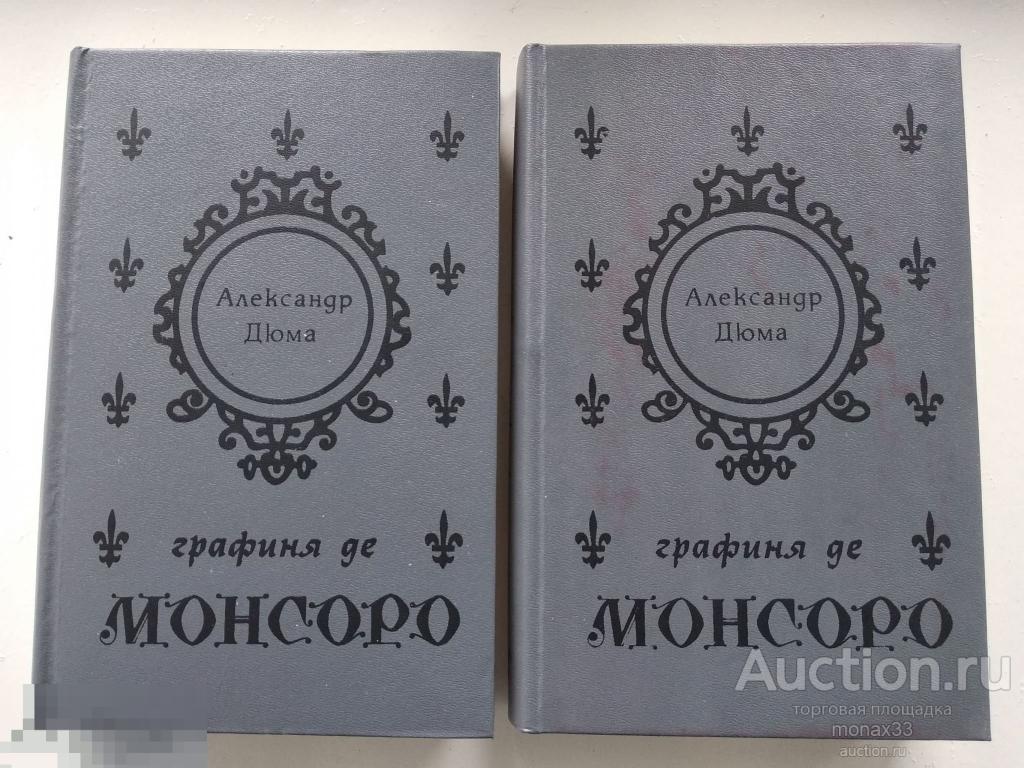 Александр
Дюма
графиня де
МОНСОРО
Александр
Дюма
графиня де
МОНСОРО
Auction.ru
торговая площадка
monax33
auction.ru